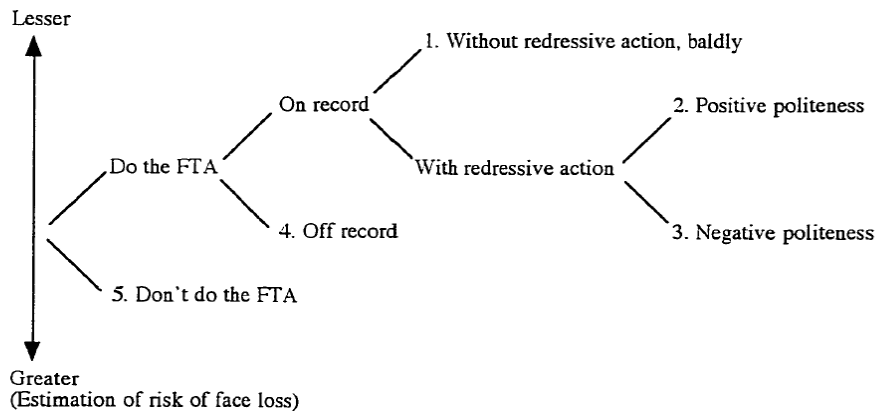 Lesser
1. Without redressive action, baldly
On record
2. Positive politeness
Do the FTA
With redressive action
4. Off record
3. Negative politeness
5. Don't do the FTA
Greater
(Estimation of risk of face loss)